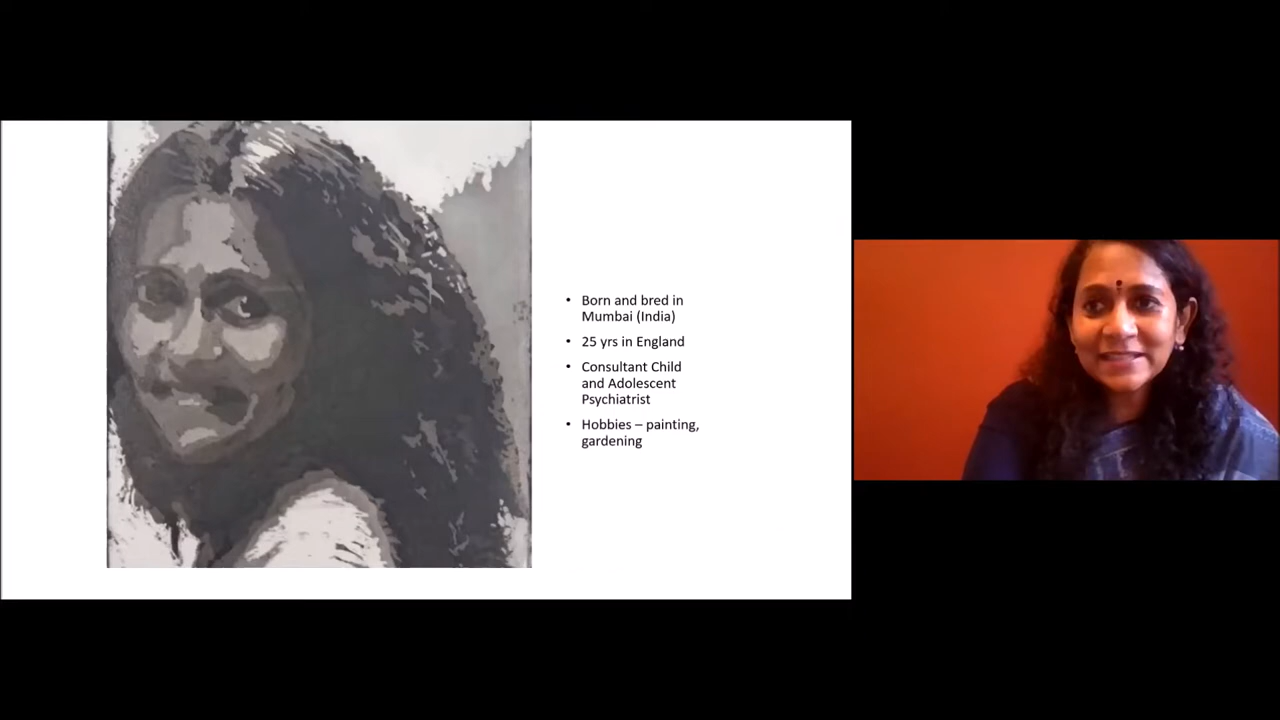 • Born and bred in
Mumbai (India)
• 25 yrs in England
• Consultant Child
and Adolescent
Psychiatrist
• Hobbies – painting,
gardening